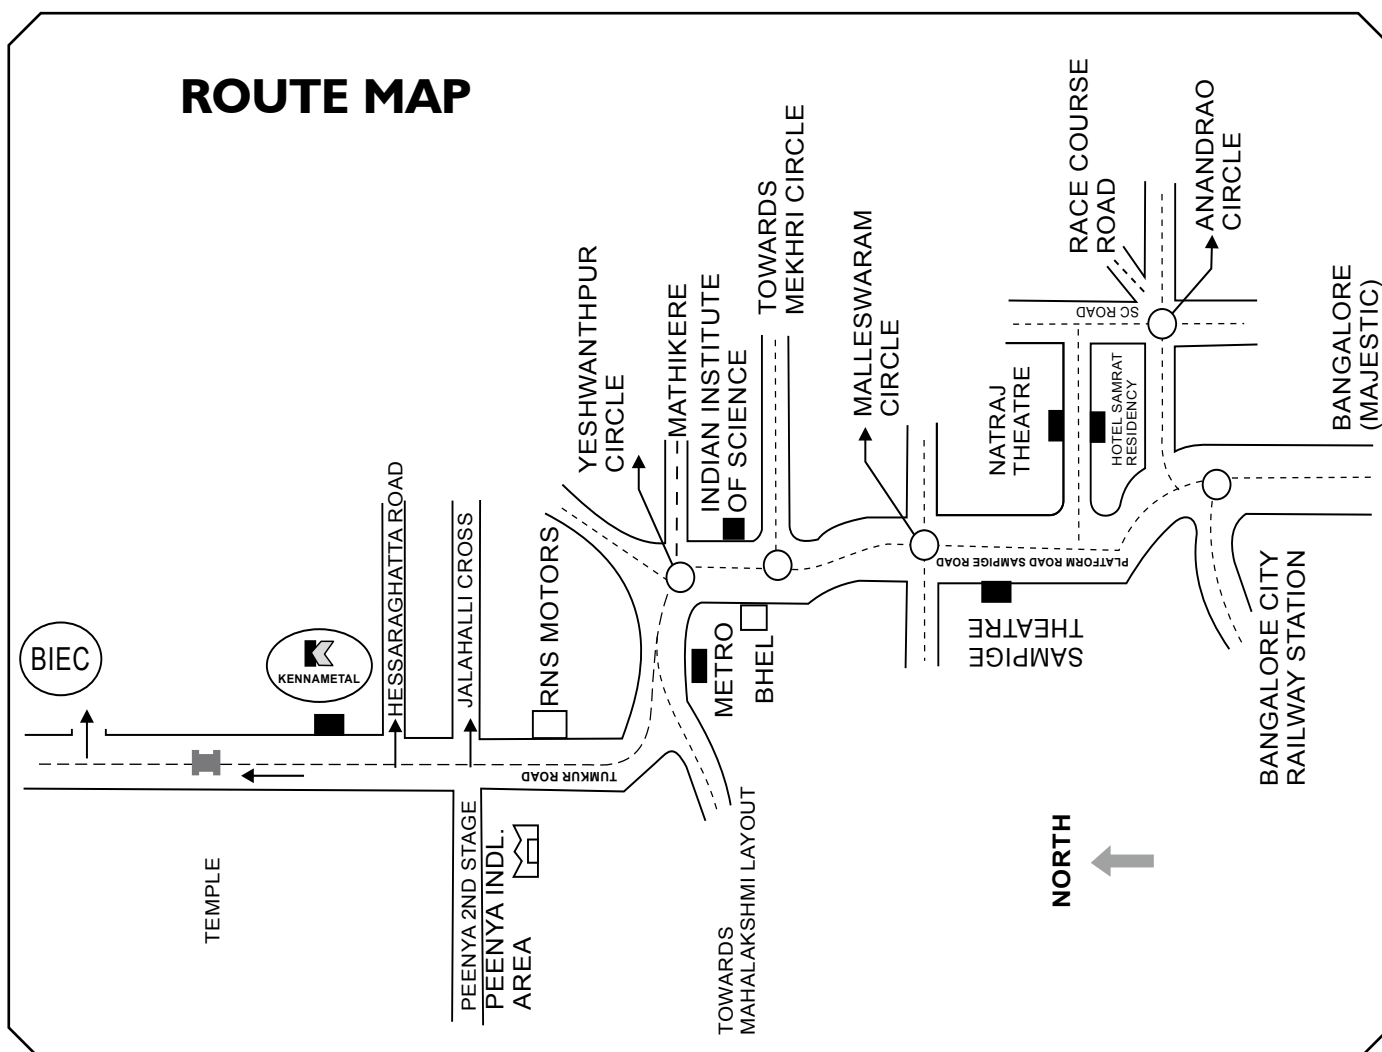 ROUTE MAP
BIEC
KENNAMETAL
HESSARAGHATTA ROAD
JALAHALLI CROSS
RNS MOTORS
YESHWANTHPUR
CIRCLE
MATHIKERE
INDIAN INSTITUTE
OF SCIENCE
TOWARDS
MEKHRI CIRCLE
MALLESWARAM
CIRCLE
RACE COURSE
ROAD
ANANDRAO
CIRCLE
SC ROAD
NATRAJ
THEATRE
HOTEL SAMRAT
RESIDENCY
BANGALORE
(MAJESTIC)
PLATFORM ROAD SAMPIGE ROAD
SAMPIGE
THEATRE
METRO
BHEL
BANGALORE CITY
RAILWAY STATION
TUMKUR ROAD
TEMPLE
PEENYA 2ND STAGE
PEENYA INDL.
AREA
TOWARDS
MAHALAKSHMI LAYOUT
NORTH